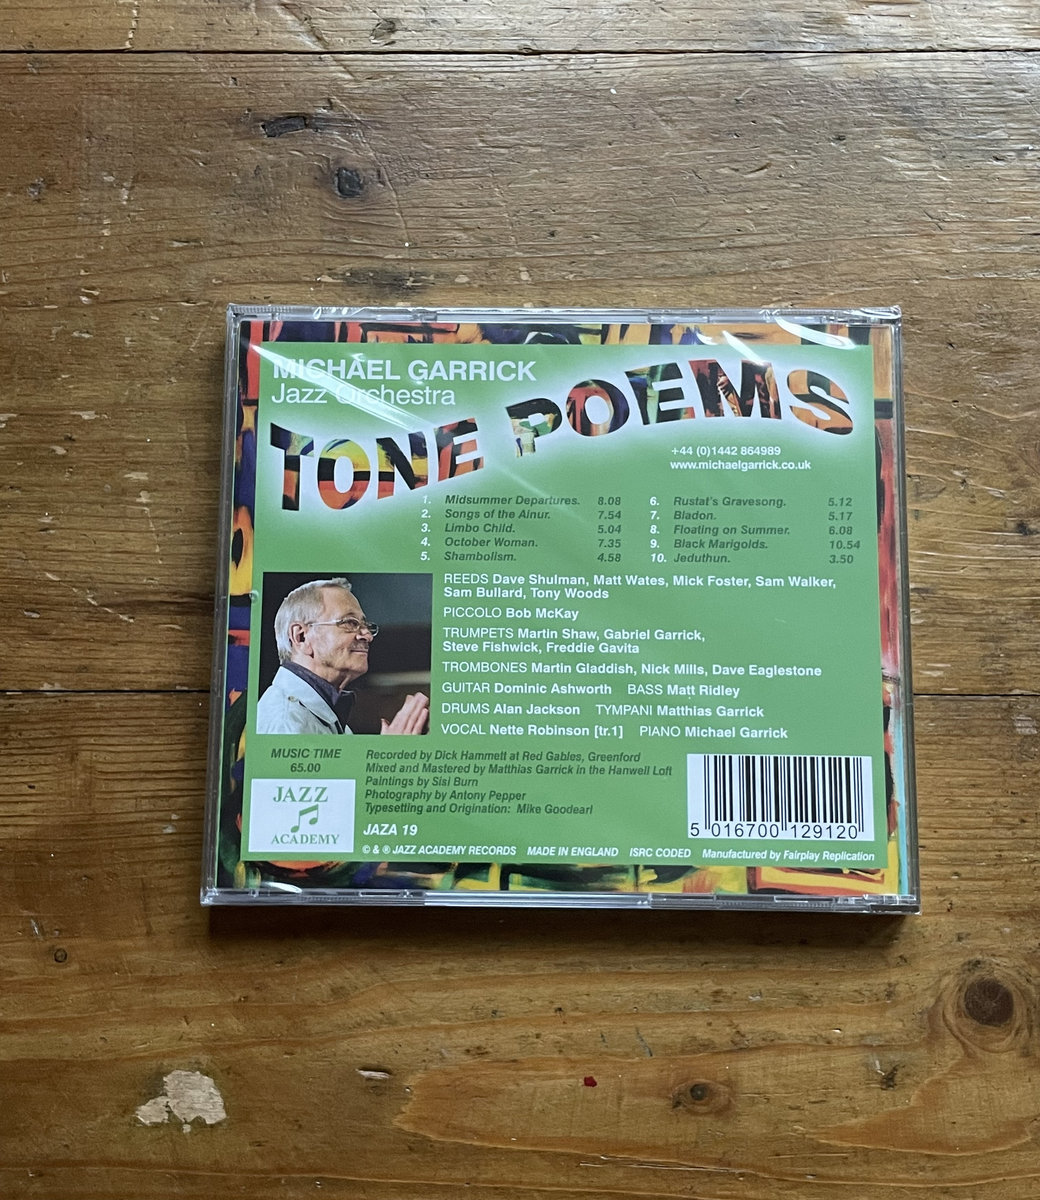 MICHAEL GARRICK
Jazz Orchestra
TONE POEMS
+44 (0)1442 864989
www.michaelgarrick.co.uk
1. Midsummer Departures. 8.08
2. Songs of the Ainur. 7.54
3. Limbo Child. 5.04
4. October Woman. 7.35
5. Shambolism. 4.58
6. Rustat's Gravesong. 5.12
7. Bladon. 5.17
8. Floating on Summer. 6.08
9. Black Marigolds. 10.54
10. Jeduthun. 3.50
REEDS Dave Shulman, Matt Wates, Mick Foster, Sam Walker,
Sam Bullard, Tony Woods
PICCOLO Bob McKay
TRUMPETS Martin Shaw, Gabriel Garrick,
Steve Fishwick, Freddie Gavita
TROMBONES Martin Gladdish, Nick Mills, Dave Eaglestone
GUITAR Dominic Ashworth BASS Matt Ridley
DRUMS Alan Jackson TYMPANI Matthias Garrick
VOCAL Nette Robinson [tr.1] PIANO Michael Garrick
MUSIC TIME
65.00
JAZZ
ACADEMY
Recorded by Dick Hammett at Red Gables, Greenford
Mixed and Mastered by Matthias Garrick in the Hanwell Loft
Paintings by Sisi Burn
Photography by Antony Pepper
Typesetting and Origination: Mike Goodearl
JAZA 19
5 016700 129120
© & ® JAZZ ACADEMY RECORDS MADE IN ENGLAND ISRC CODED Manufactured by Fairplay Replication